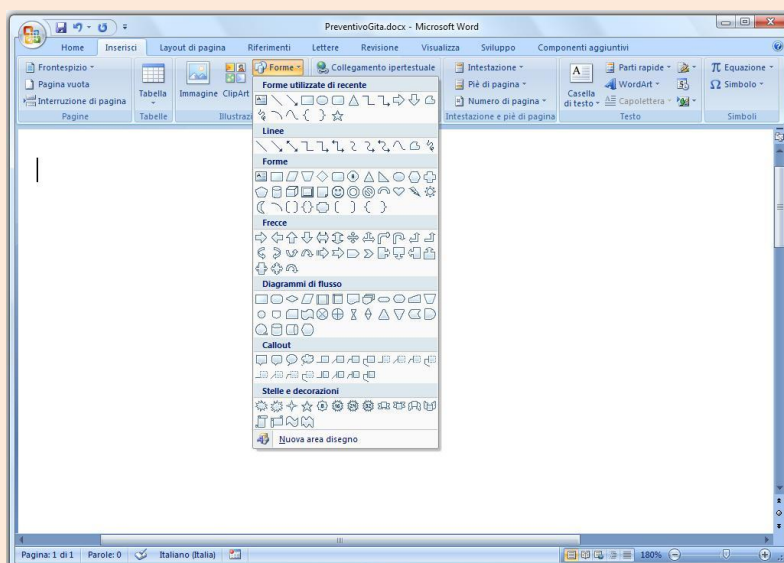 PreventivoGita.docx - Microsoft Word
Home Inserisci Layout di pagina Riferimenti Lettere Revisione Visualizza Sviluppo Componenti aggiuntivi
Frontespizio
Pagina vuota
Interruzione di pagina
Pagine
Tabella
Tabelle
Immagine ClipArt
Illustraz
Forme
Collegamento ipertestuale
Intestazione
Piè di pagina
Numero di pagina
Intestazione e piè di pagina
Casella
di testo
Parti rapide
WordArt
Capolettera
Testo
Equazione
Simbolo
Simboli
Forme utilizzate di recente
Linee
Forme
Frecce
Diagrammi di flusso
Callout
Stelle e decorazioni
Nuova area disegno
Pagina: 1 di 1 Parole: 0 Italiano (Italia) 180%